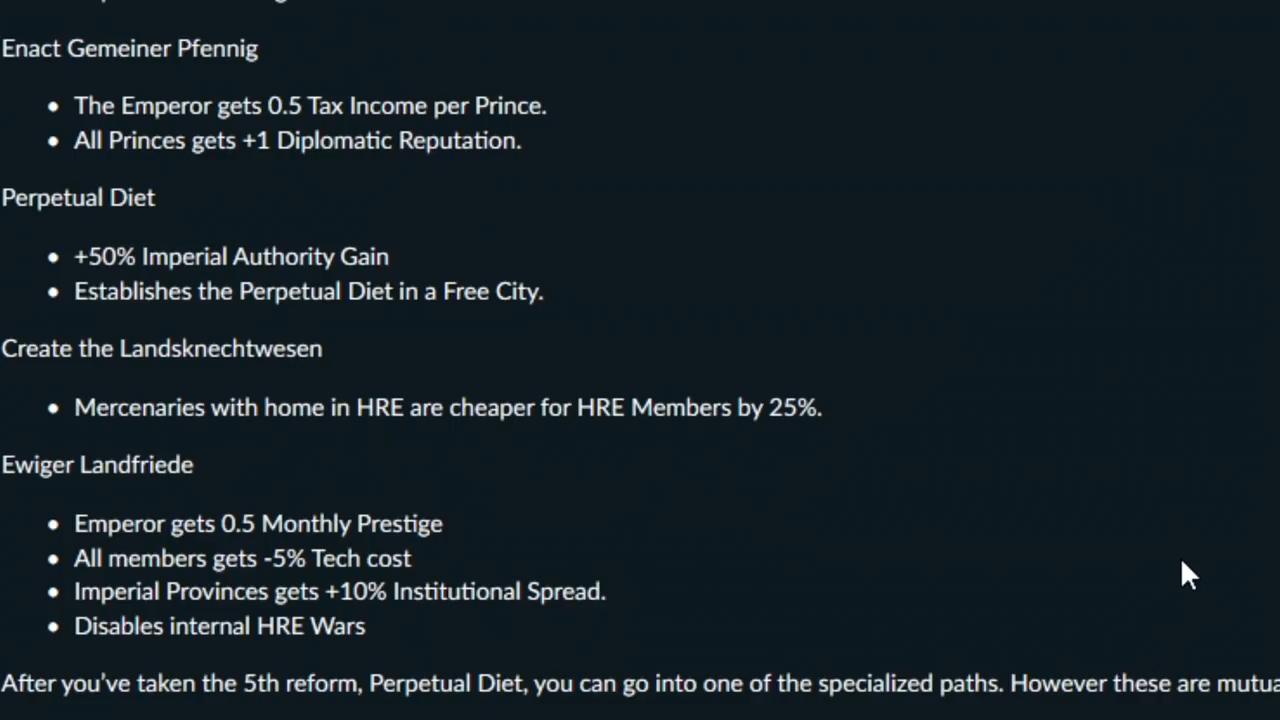 Enact Gemeiner Pfennig
• The Emperor gets 0.5 Tax Income per Prince.
• All Princes gets +1 Diplomatic Reputation.
Perpetual Diet
• +50% Imperial Authority Gain
• Establishes the Perpetual Diet in a Free City.
Create the Landsknechtwesen
• Mercenaries with home in HRE are cheaper for HRE Members by 25%.
Ewiger Landfriede
• Emperor gets 0.5 Monthly Prestige
• All members gets -5% Tech cost
• Imperial Provinces gets +10% Institutional Spread.
• Disables internal HRE Wars
After you've taken the 5th reform, Perpetual Diet, you can go into one of the specialized paths. However these are